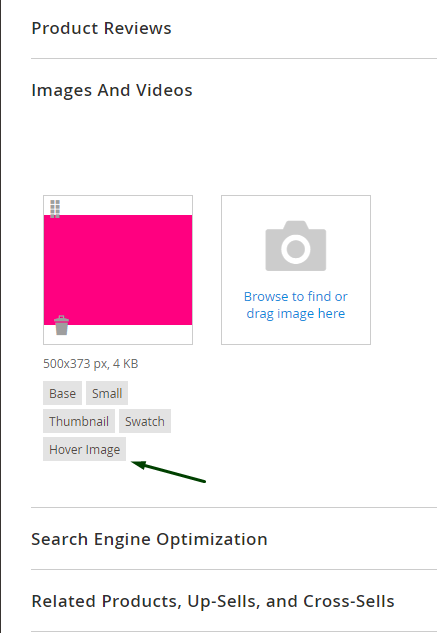 Product Reviews
Images And Videos
Browse to find or
drag image here
500x373 px, 4 KB
Base Small
Thumbnail Swatch
Hover Image
Search Engine Optimization
Related Products, Up-Sells, and Cross-Sells